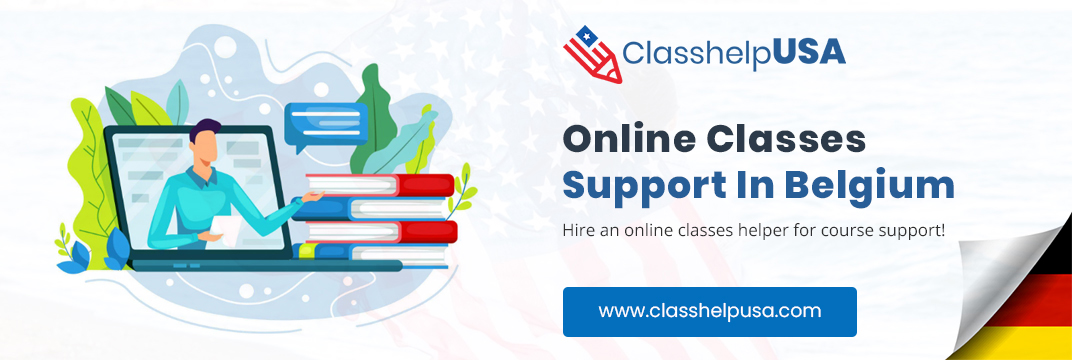 ClasshelpUSA
Online Classes
Support In Belgium
Hire an online classes helper for course support!
www.classhelpusa.com